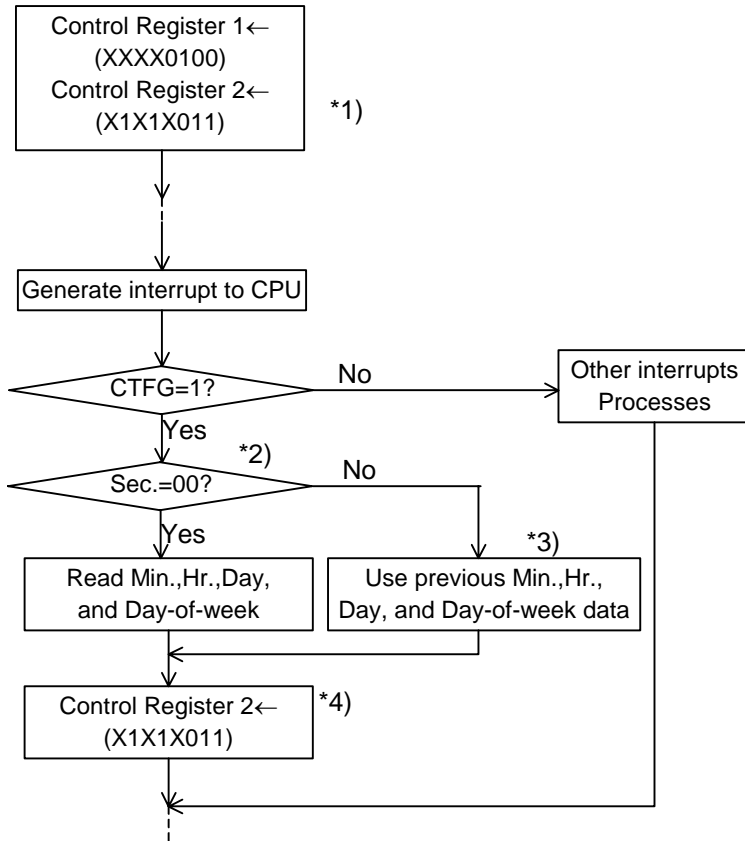 Control Register 1←
(XXXX0100)
Control Register 2←
(X1X1X011)
*1)
Generate interrupt to CPU
CTFG=1?
No
Other interrupts
Processes
Yes
*2)
Sec.=00?
No
Yes
*3)
Read Min.,Hr.,Day,
and Day-of-week
Use previous Min.,Hr.,
Day, and Day-of-week data
Control Register 2←
(X1X1X011)
*4)